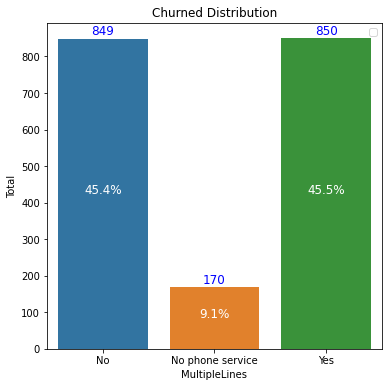 Churned Distribution
849
170
850
45.4%
9.1%
45.5%
Total
800
700
600
500
400
300
200
100
0
No
No phone service
Yes
MultipleLines